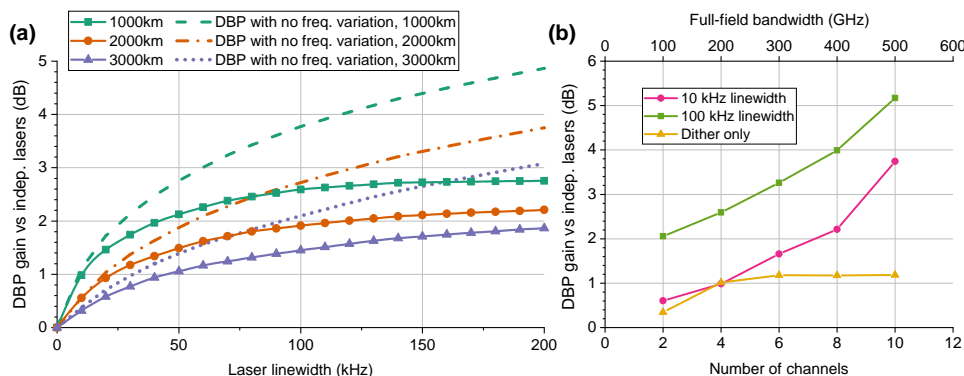 (a)
1000km
DBP with no freq. variation, 1000km
2000km
DBP with no freq. variation, 2000km
3000km
DBP with no freq. variation, 3000km
5
4
3
2
1
0
DBP gain vs indep. lasers (dB)
0
50
100
150
200
Laser linewidth (kHz)
(b)
Full-field bandwidth (GHz)
0
100
200
300
400
500
600
10 kHz linewidth
100 kHz linewidth
Dither only
6
5
4
3
2
1
0
DBP gain vs indep. lasers (dB)
0
2
4
6
8
10
12
Number of channels